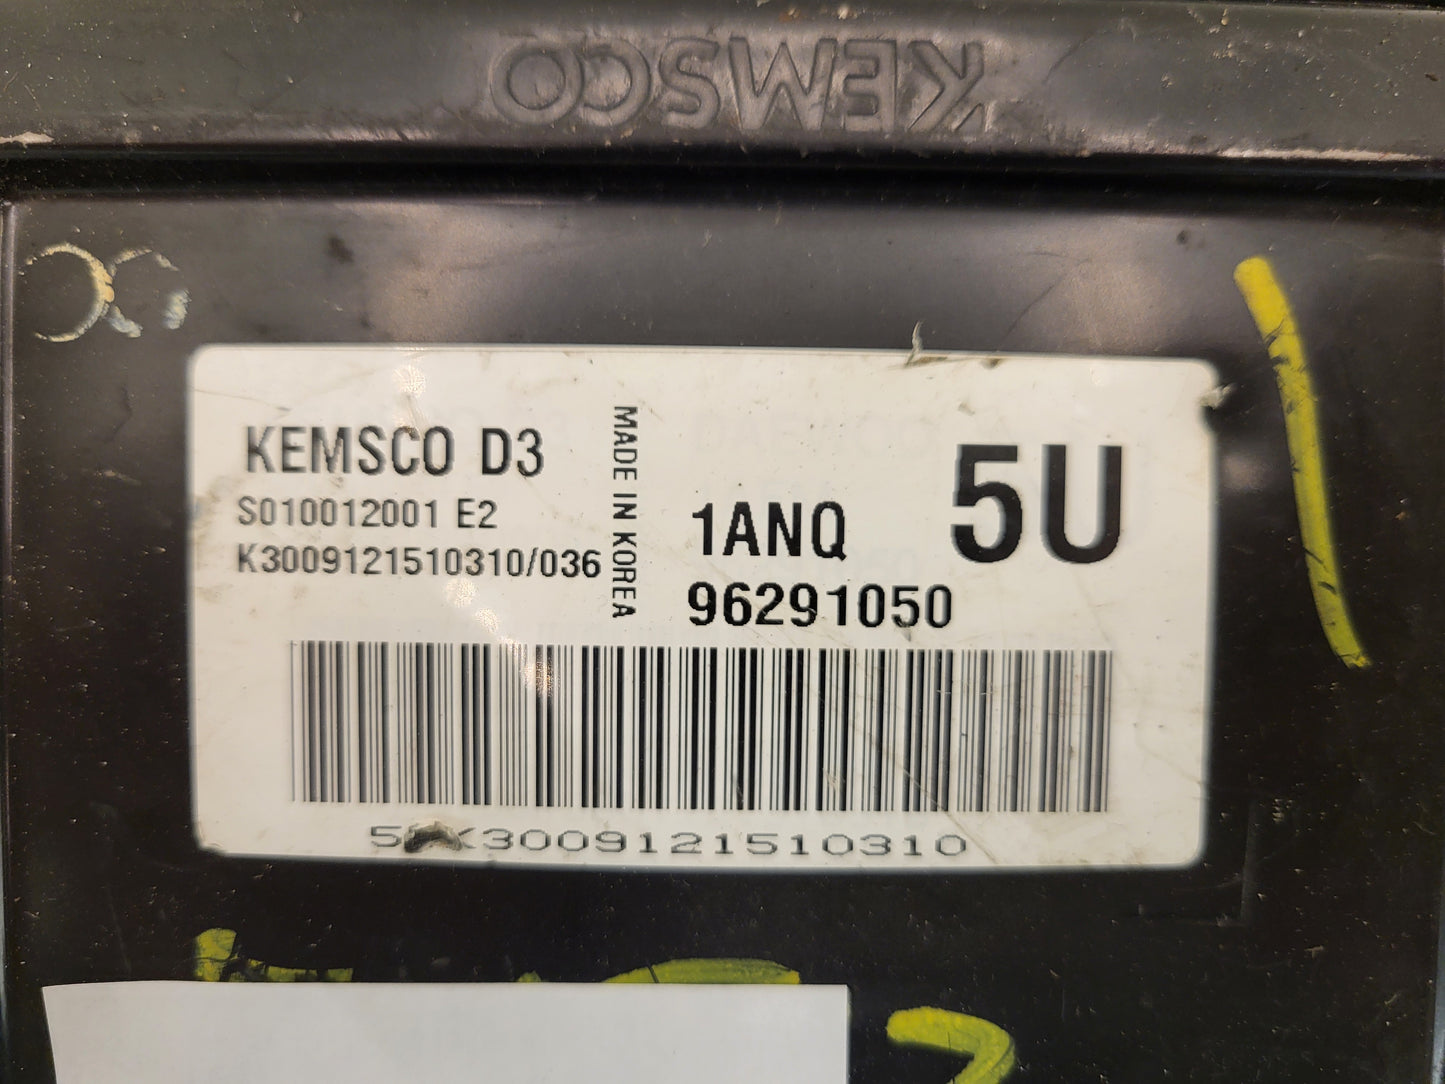 KEMSCO
KEMSCO D3
S010012001 E2
K3009121510310/036
MADE IN KOREA
1ANQ
5U
96291050
K3009121510310